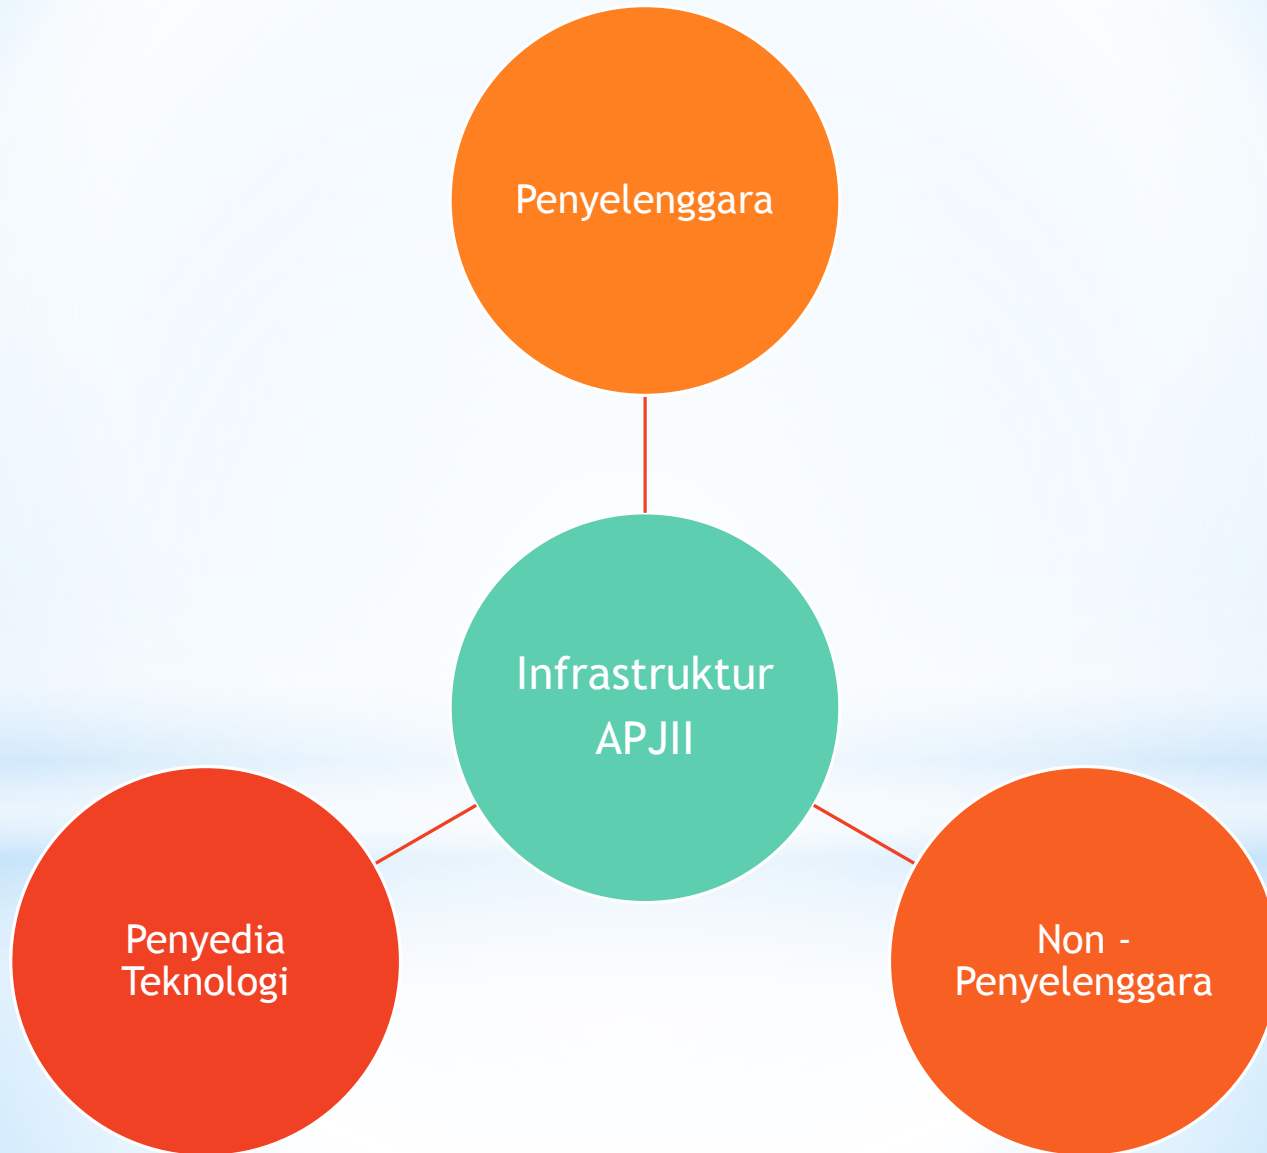 Penyelenggara
Infrastruktur
APJII
Penyedia
Teknologi
Non -
Penyelenggara